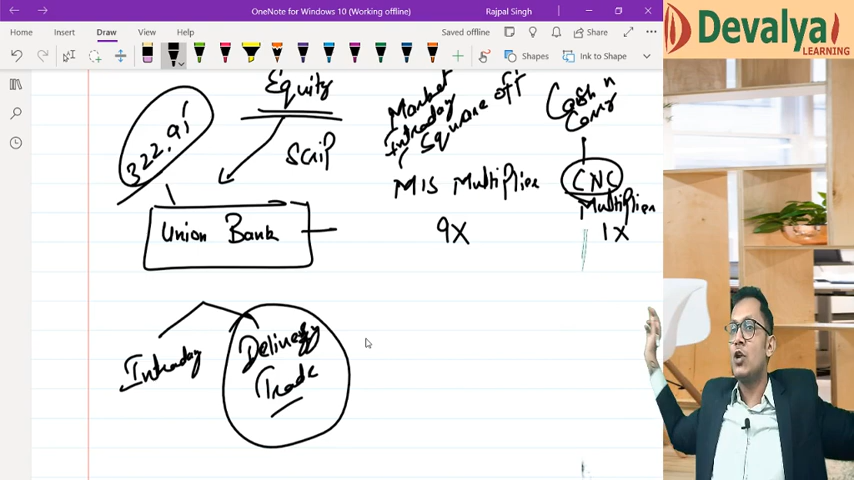 OneNote for Windows 10 (Working offline)
Rajpal Singh
Home
Insert
Draw
View
Help
Saved offline
Share
Shapes
Ink to Shape
Devalya
LEARNING
Equity
322.95
Scrip
Market
Intraday
Square off
Cash n
Carry
MIS Multiplier
CNC
Multiplier
Union Bank
9X
1X
Intraday
Delivery
Trade